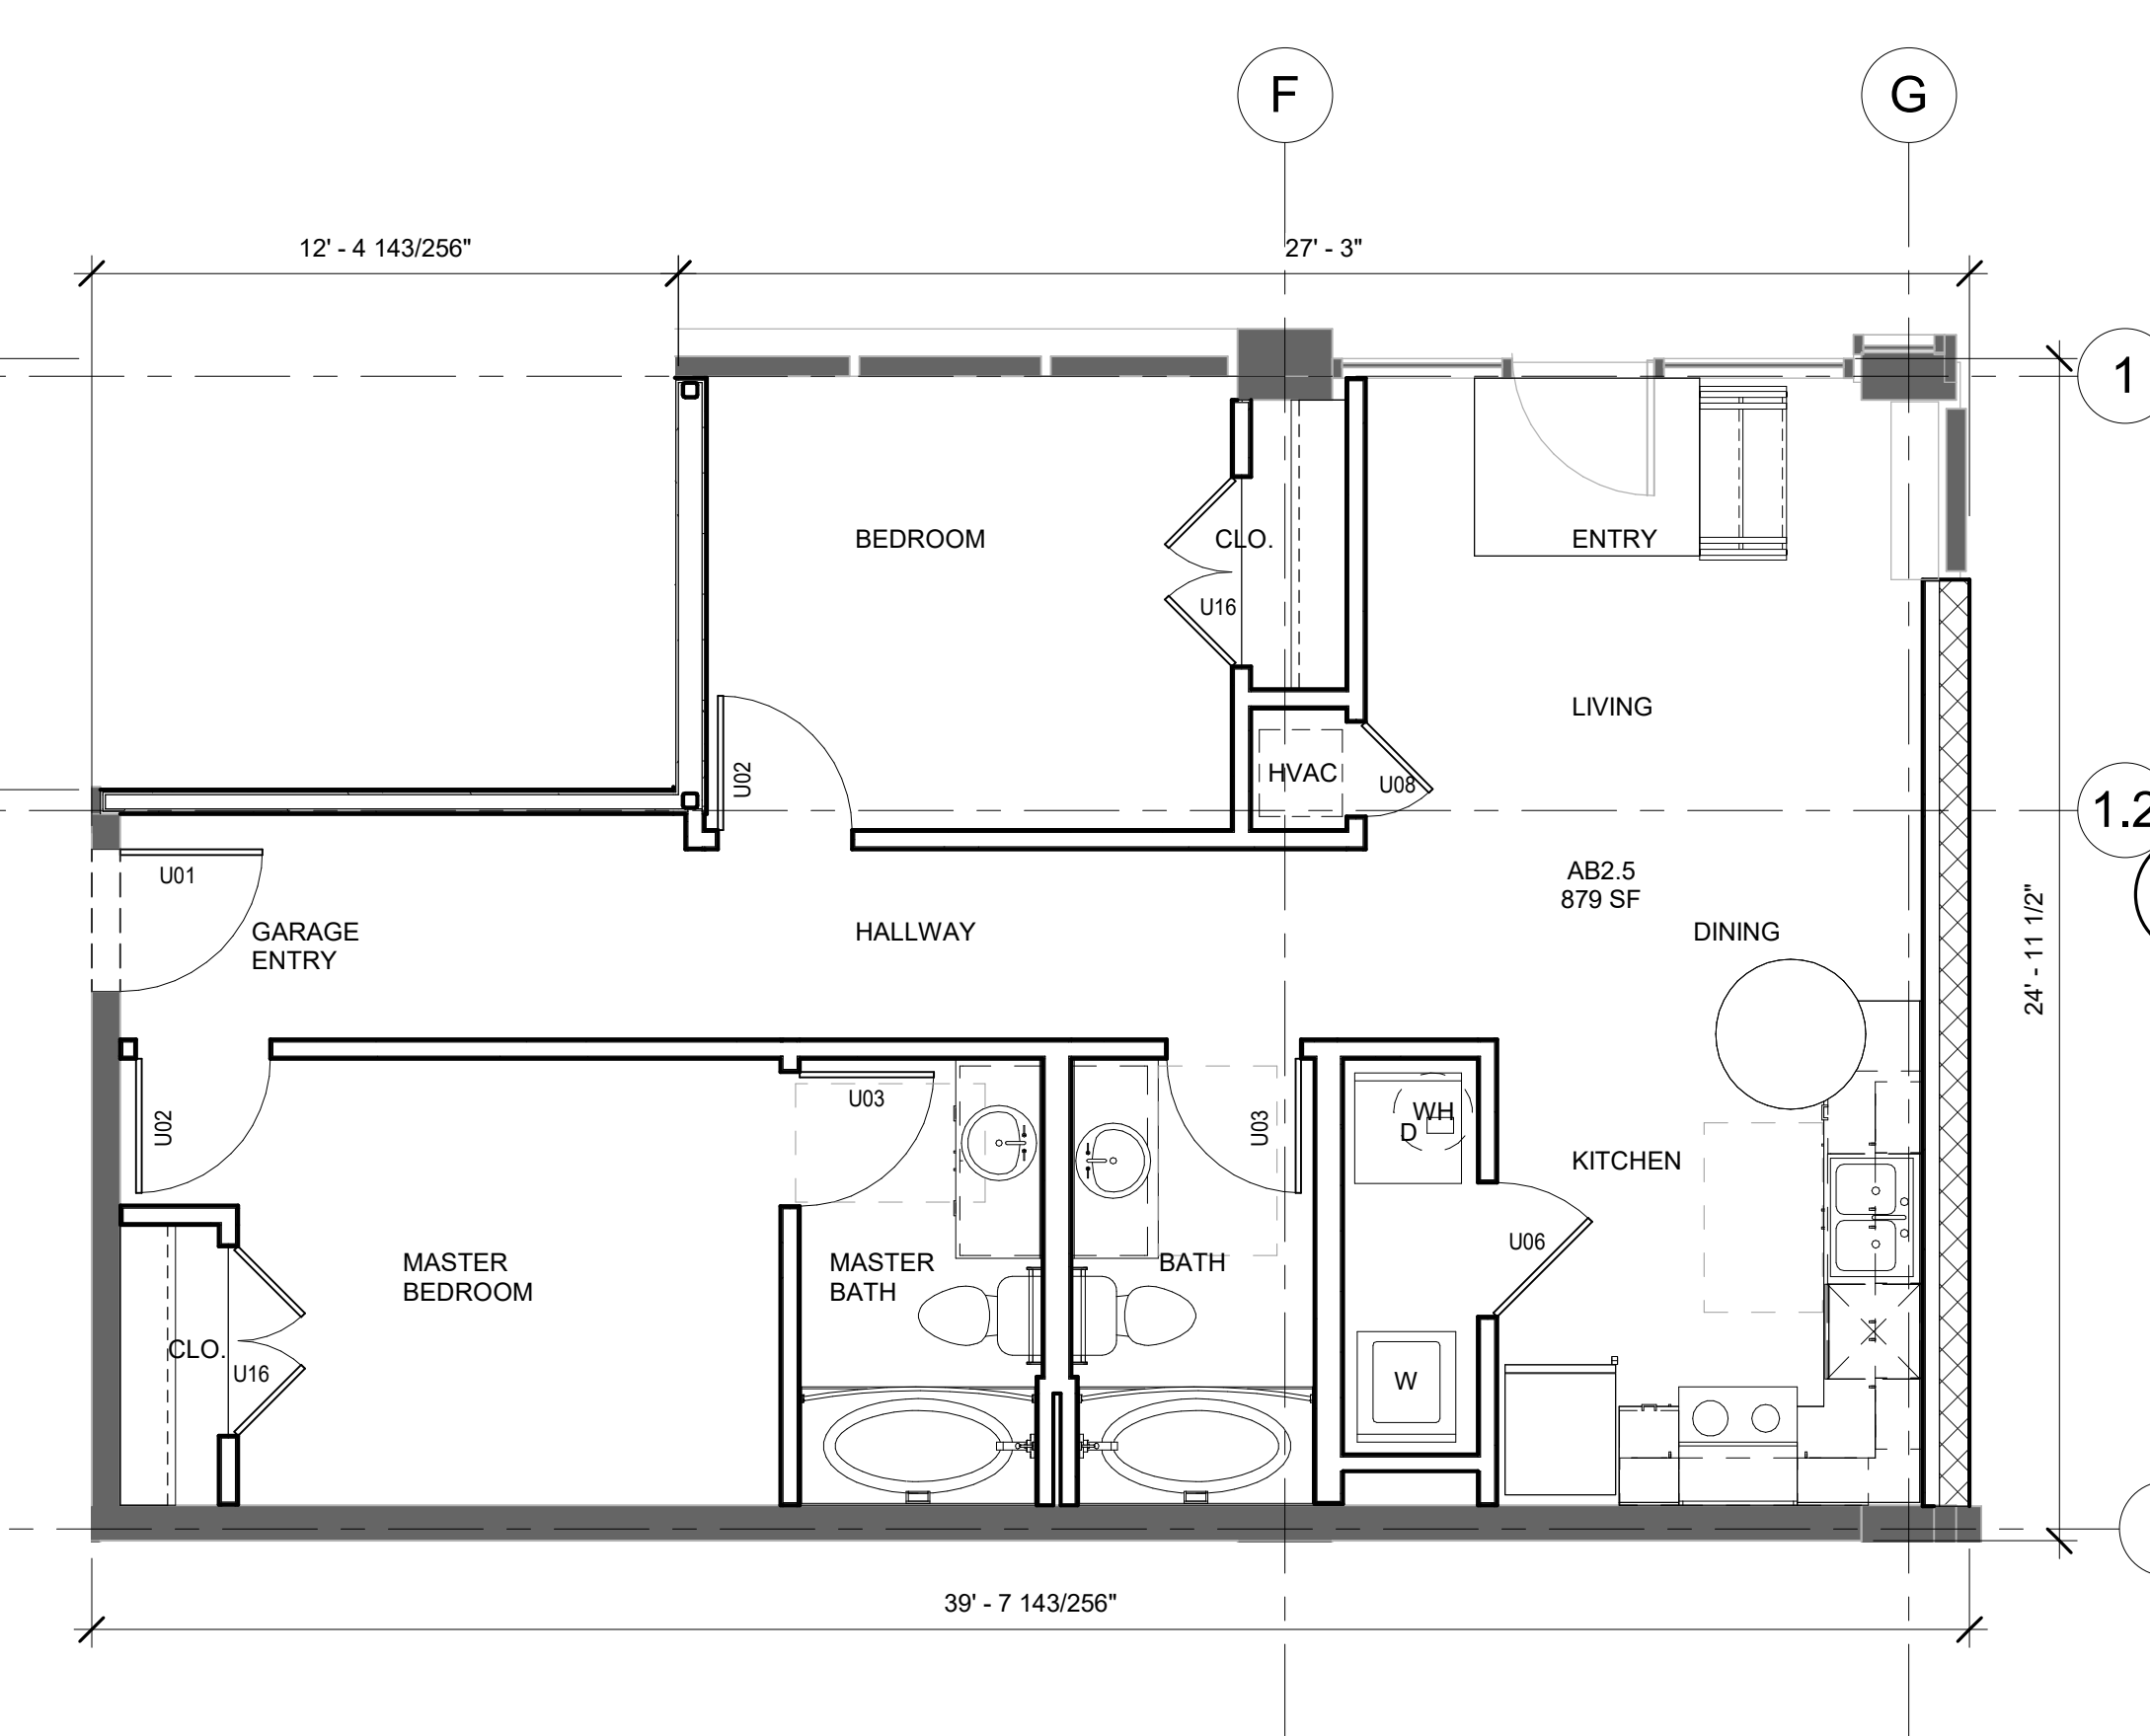 F
G
12' - 4 143/256"
27' - 3"
1
BEDROOM
CLO.
ENTRY
U16
LIVING
U02
HVAC
U08
1.2
U01
AB2.5
879 SF
GARAGE
ENTRY
HALLWAY
DINING
24' - 11 1/2"
U02
U03
U03
WH
D
KITCHEN
U06
MASTER
BEDROOM
MASTER
BATH
BATH
CLO.
U16
W
39' - 7 143/256"